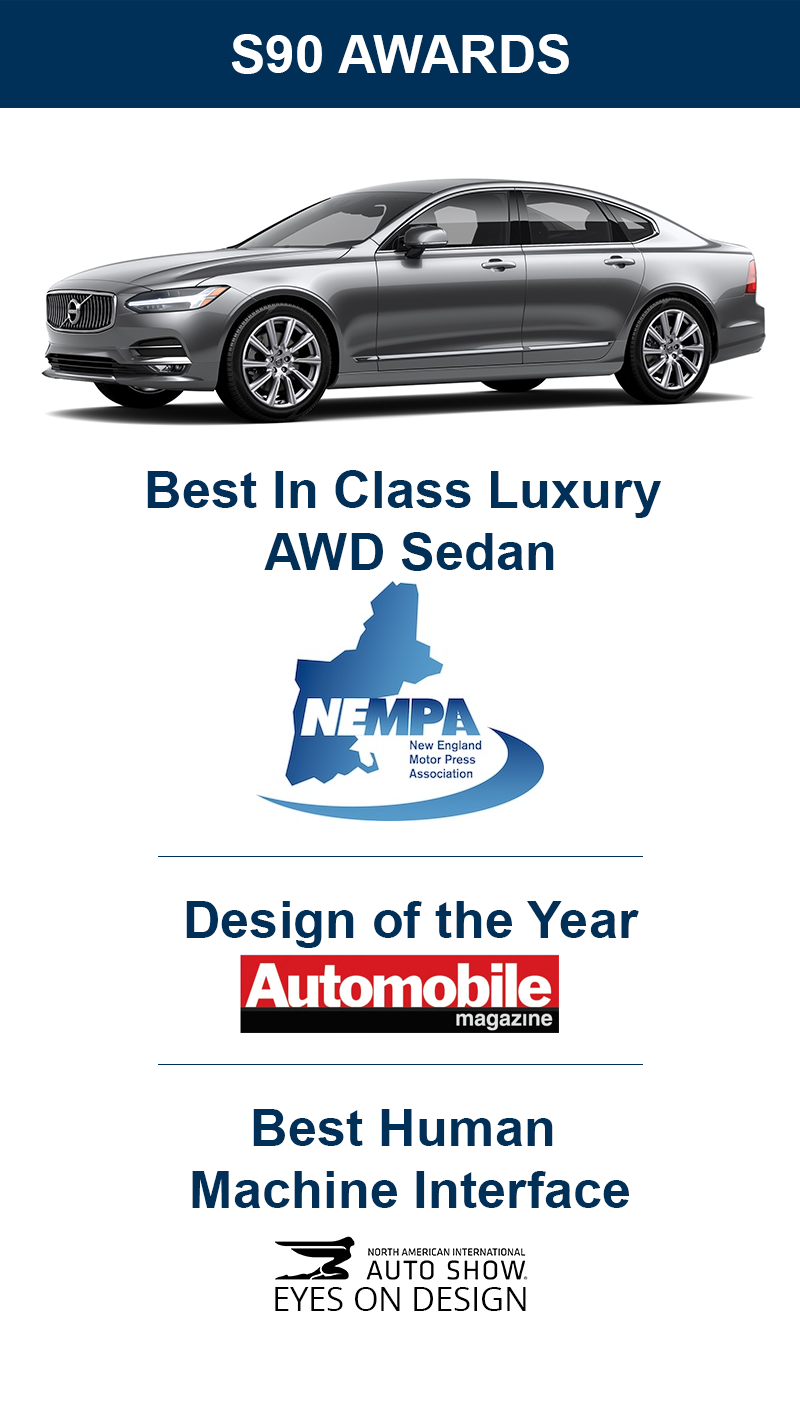 S90 AWARDS
Best In Class Luxury
AWD Sedan
NEMPA
New England
Motor Press
Association
Design of the Year
Automobile
magazine
Best Human
Machine Interface
NORTH AMERICAN INTERNATIONAL
AUTO SHOW.
EYES ON DESIGN